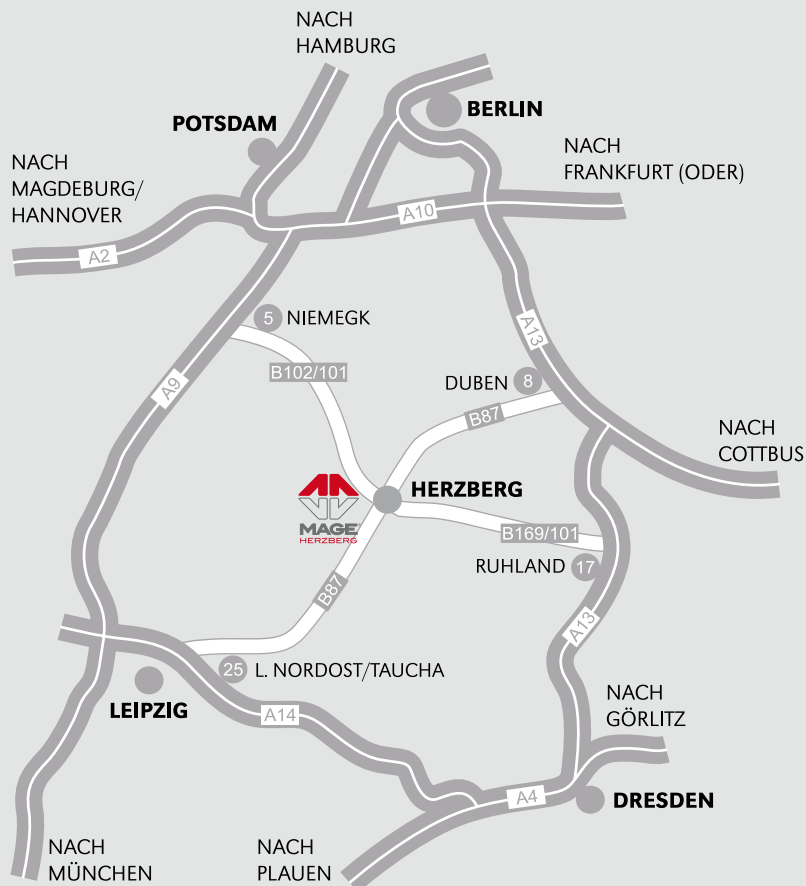 NACH
HAMBURG
BERLIN
POTSDAM
NACH
FRANKFURT (ODER)
NACH
MAGDEBURG/
HANNOVER
A10
A2
5 NIEMEGK
A13
B102/101
A9
DUBEN 8
B87
NACH
COTTBUS
HERZBERG
MAGE
HERZBERG
B169/101
RUHLAND 17
B87
A13
25 L. NORDOST/TAUCHA
NACH
GÖRLITZ
LEIPZIG
A14
A4
DRESDEN
NACH
MÜNCHEN
NACH
PLAUEN